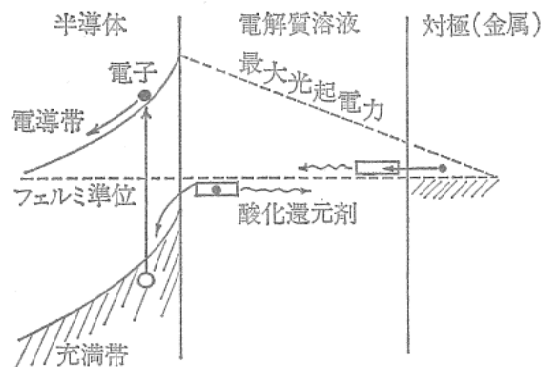 半導体
電解質溶液
対極(金属)
電子
最大光起電力
電導帯
フェルミ準位
酸化還元剤
充満帯